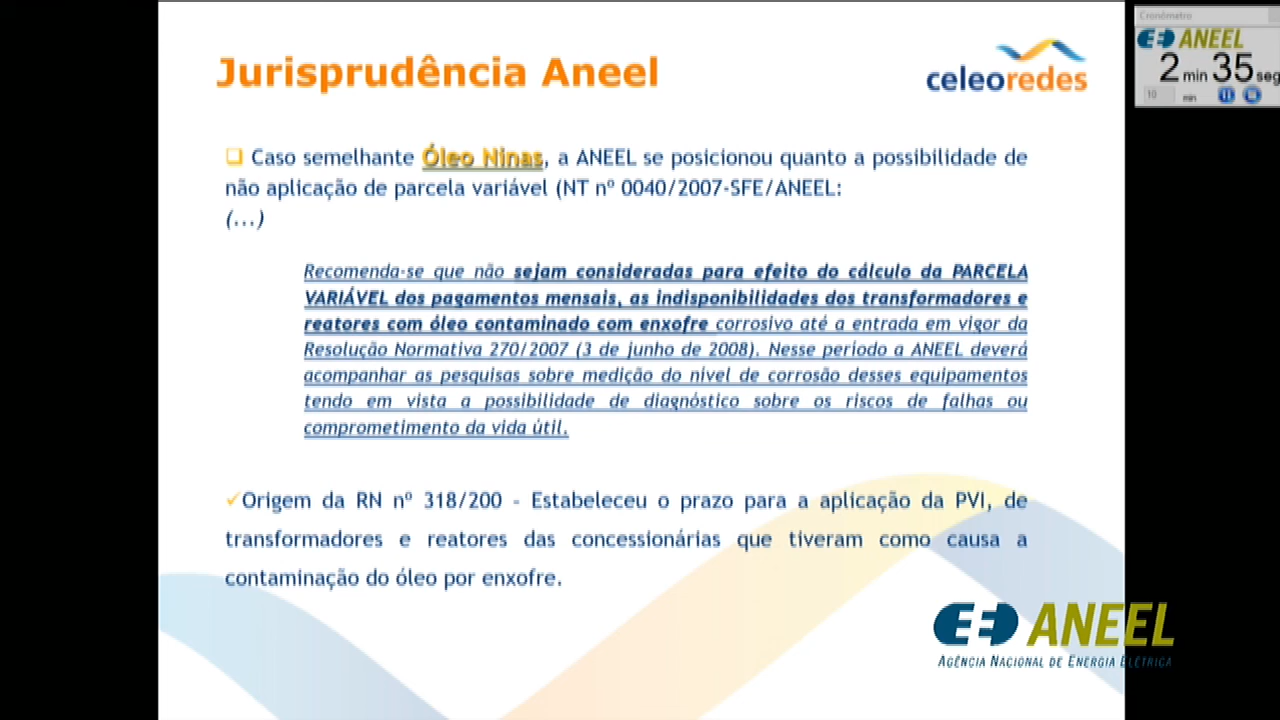 Jurisprudência Aneel
celeoredes
Cronômetro
ANEEL
2 min 35 seg
10 min
❑ Caso semelhante Óleo Ninas, a ANEEL se posicionou quanto a possibilidade de
não aplicação de parcela variável (NT nº 0040/2007-SFE/ANEEL:
(...)
Recomenda-se que não sejam consideradas para efeito do cálculo da PARCELA
VARIÁVEL dos pagamentos mensais, as indisponibilidades dos transformadores e
reatores com óleo contaminado com enxofre corrosivo até a entrada em vigor da
Resolução Normativa 270/2007 (3 de junho de 2008). Nesse período a ANEEL deverá
acompanhar as pesquisas sobre medição do nível de corrosão desses equipamentos
tendo em vista a possibilidade de diagnóstico sobre os riscos de falhas ou
comprometimento da vida útil.
✓Origem da RN nº 318/200 - Estabeleceu o prazo para a aplicação da PVI, de
transformadores e reatores das concessionárias que tiveram como causa a
contaminação do óleo por enxofre.
ANEEL
AGÊNCIA NACIONAL DE ENERGIA ELÉTRICA